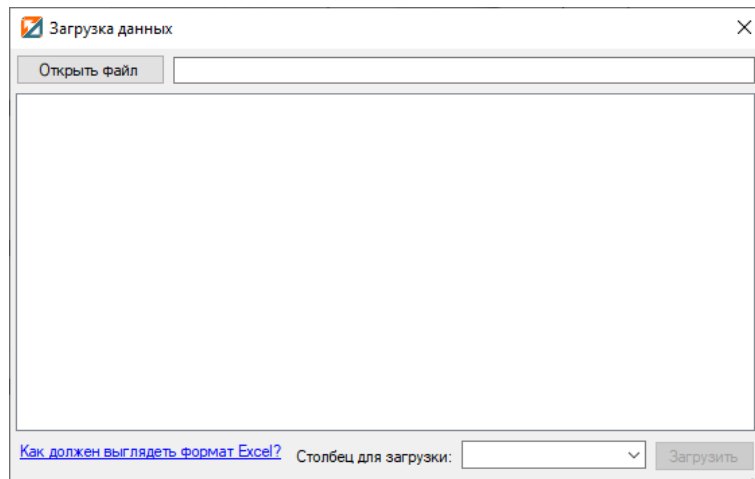 Загрузка данных
Открыть файл
Как должен выглядеть формат Excel? Столбец для загрузки: Загрузить